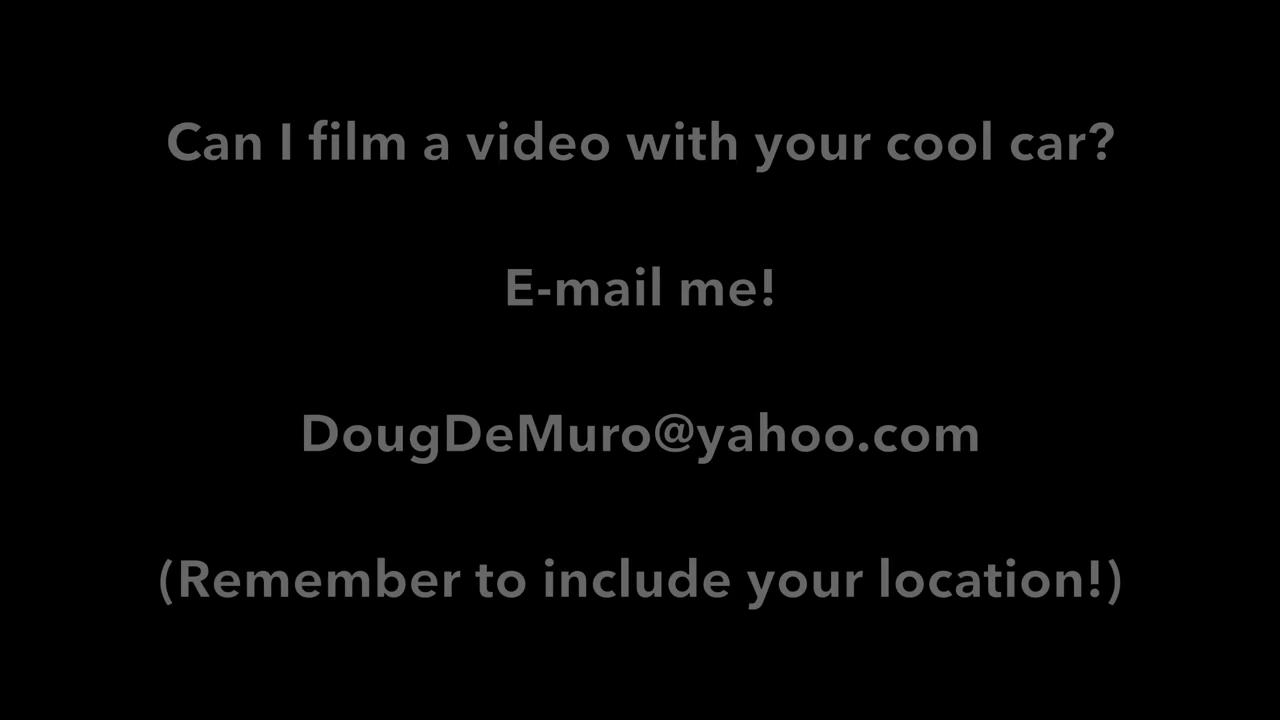 Can I film a video with your cool car?
E-mail me!
DougDeMuro@yahoo.com
(Remember to include your location!)